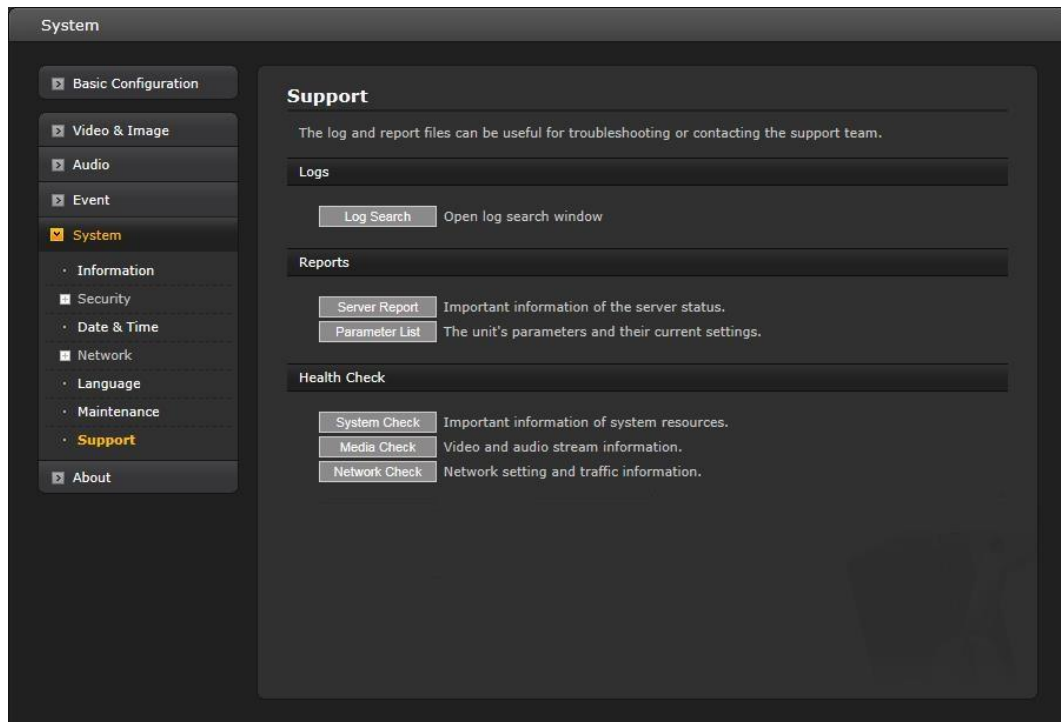 System
Basic Configuration
Video & Image
Audio
Event
System
Information
Security
Date & Time
Network
Language
Maintenance
Support
About
Support
The log and report files can be useful for troubleshooting or contacting the support team.
Logs
Log Search Open log search window
Reports
Server Report Important information of the server status.
Parameter List The unit's parameters and their current settings.
Health Check
System Check Important information of system resources.
Media Check Video and audio stream information.
Network Check Network setting and traffic information.